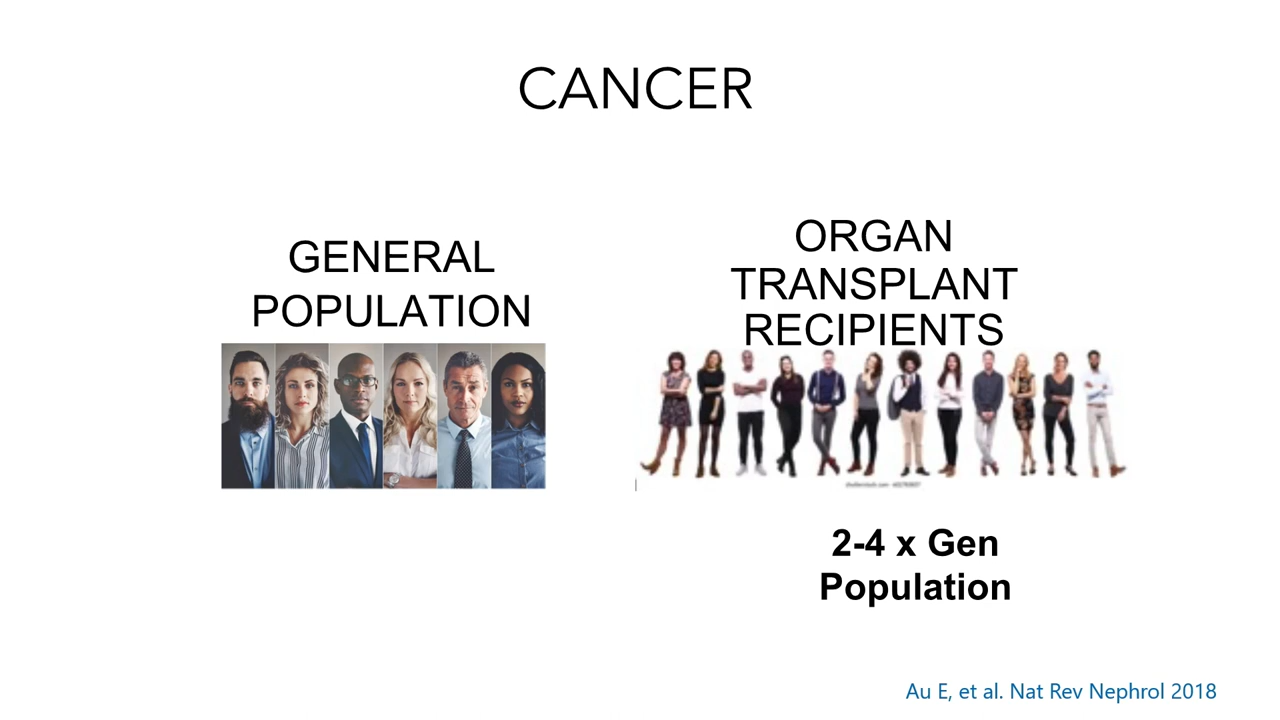 CANCER
GENERAL
POPULATION
ORGAN
TRANSPLANT
RECIPIENTS
2-4 x Gen
Population
Au E, et al. Nat Rev Nephrol 2018